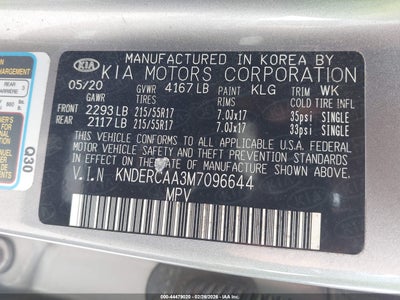 MANUFACTURED IN KOREA BY
KIA KIA MOTORS CORPORATION
05/20 GVWR 4167 LB PAINT KLG TRIM WK
GAWR TIRES RIMS COLD TIRE INFL
FRONT 2293 LB 215/55R17 7.0Jx17 35psi SINGLE
REAR 2117 LB 215/55R17 7.0Jx17 33psi SINGLE
THIS VEHICLE CONFORMS TO ALL APPLICABLE
FEDERAL MOTOR VEHICLE SAFETY STANDARDS IN
EFFECT ON THE DATE OF MANUFACTURE SHOWN ABOVE.
V.I.N KNDERCAA3M7096644
MPV
Q30
REAR
3
000 - 44479020 - 02/28/2026 - IAA, Inc.